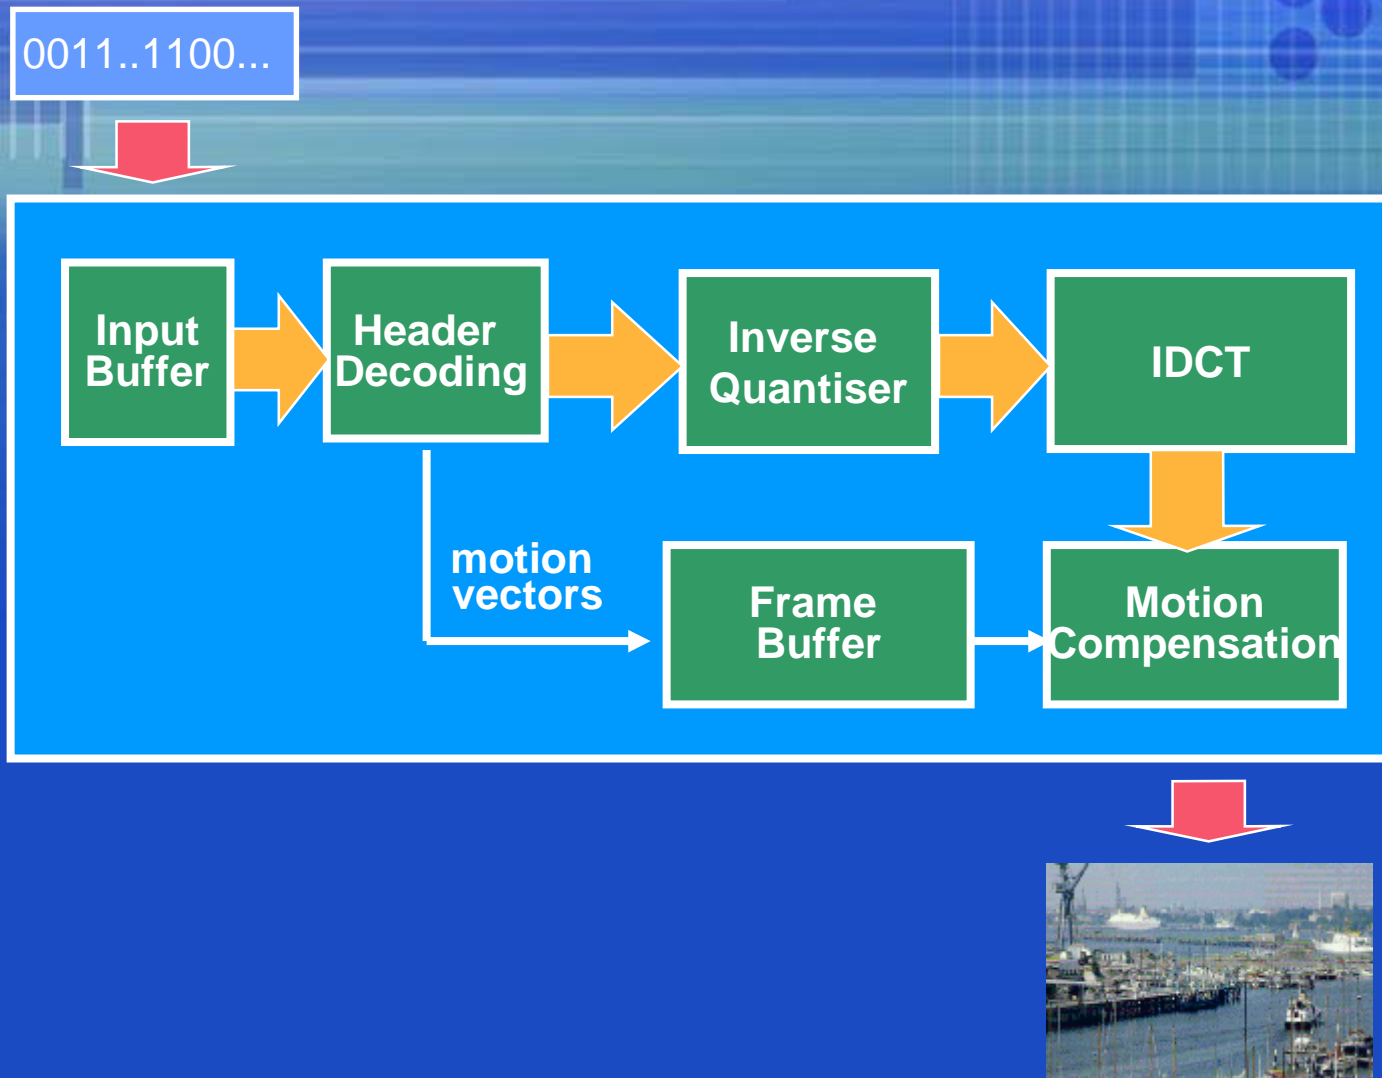 0011..1100...
Input
Buffer
Header
Decoding
Inverse
Quantiser
IDCT
motion
vectors
Frame
Buffer
Motion
Compensation